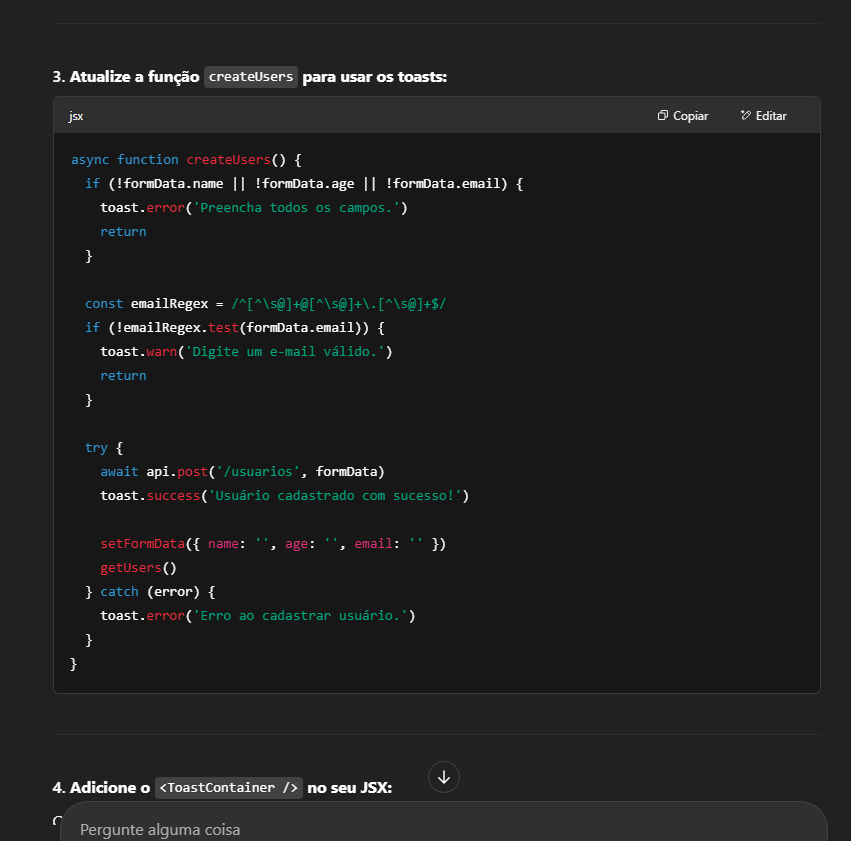 3. Atualize a função createUsers para usar os toasts:
jsx
Copiar
Editar
async function createUsers() {
  if (!formData.name || !formData.age || !formData.email) {
    toast.error('Preencha todos os campos.')
    return
  }
  const emailRegex = /^[^\s@]+@[^\s@]+\.[^\s@]+$/
  if (!emailRegex.test(formData.email)) {
    toast.warn('Digite um e-mail válido.')
    return
  }
  try {
    await api.post('/usuarios', formData)
    toast.success('Usuário cadastrado com sucesso!')
    setFormData({ name: '', age: '', email: '' })
    getUsers()
  } catch (error) {
    toast.error('Erro ao cadastrar usuário.')
  }
}
4. Adicione o <ToastContainer /> no seu JSX:
Pergunte alguma coisa